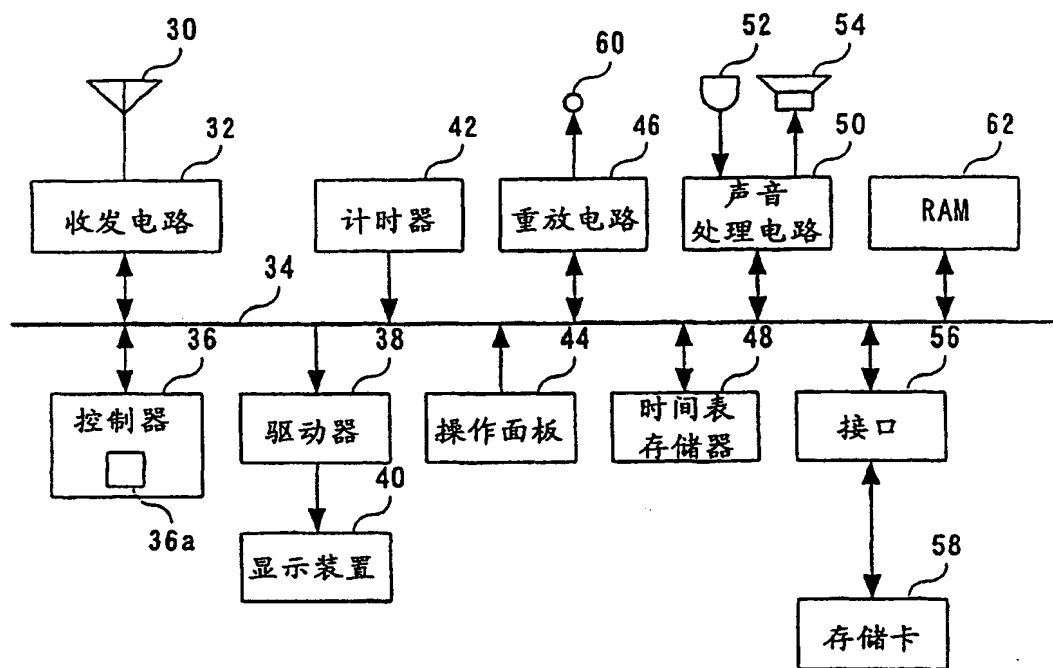 30
60
52
54
32
42
46
50
62
收发电路
计时器
重放电路
声音
处理电路
RAM
34
36
38
44
48
56
控制器
驱动器
操作面板
时间表
存储器
接口
36a
40
显示装置
58
存储卡